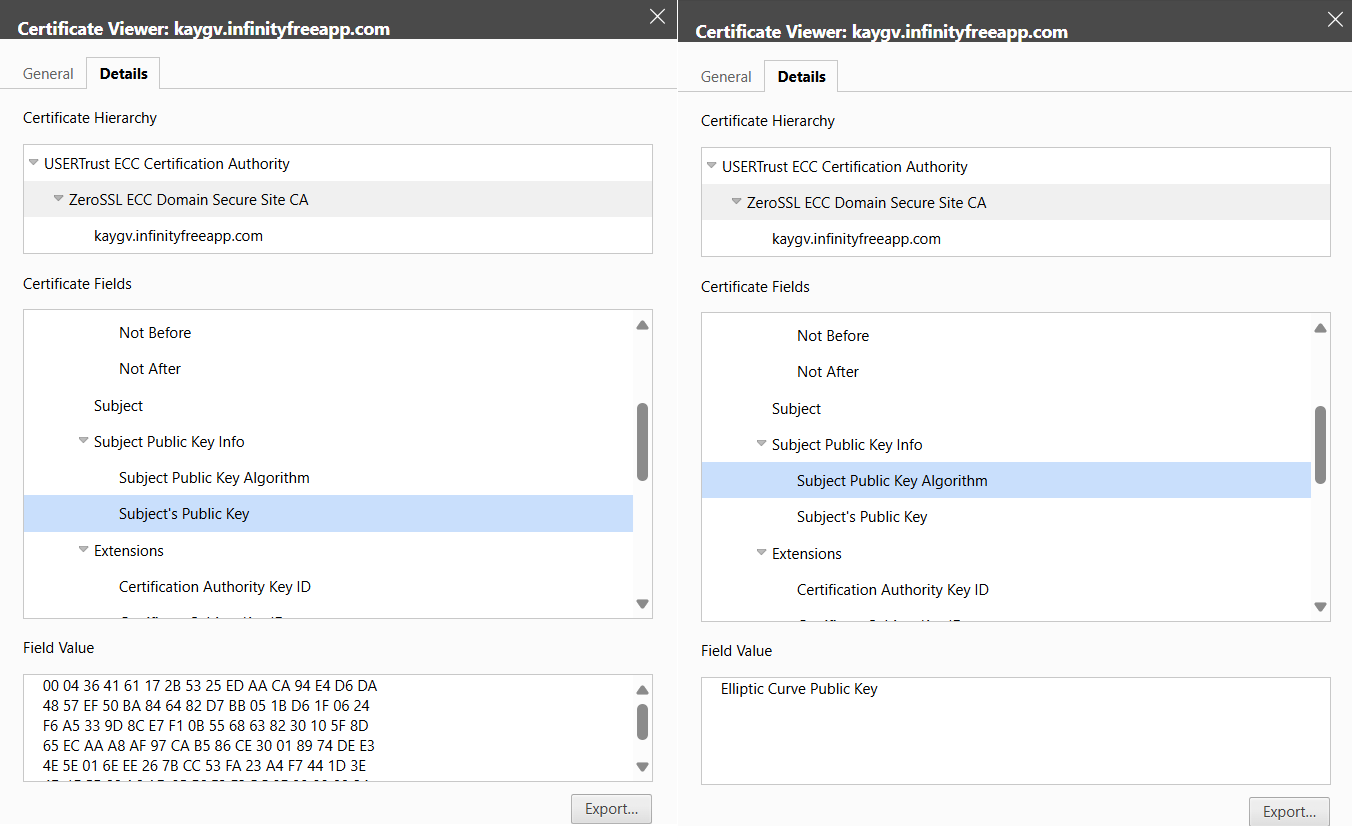 Certificate Viewer: kaygv.infinityfreeapp.com
General
Details
Certificate Hierarchy
USERTrust ECC Certification Authority
ZeroSSL ECC Domain Secure Site CA
kaygv.infinityfreeapp.com
Certificate Fields
Not Before
Not After
Subject
Subject Public Key Info
Subject Public Key Algorithm
Subject's Public Key
Extensions
Certification Authority Key ID
Field Value
00 04 36 41 61 17 2B 53 25 ED AA CA 94 E4 D6 DA
48 57 EF 50 BA 84 64 82 D7 BB 05 1B D6 1F 06 24
F6 A5 33 9D 8C E7 F1 0B 55 68 63 82 30 10 5F 8D
65 EC AA A8 AF 97 CA B5 86 CE 30 01 89 74 DE E3
4E 5E 01 6E EE 26 7B CC 53 FA 23 A4 F7 44 1D 3E
Export...
Certificate Viewer: kaygv.infinityfreeapp.com
General
Details
Certificate Hierarchy
USERTrust ECC Certification Authority
ZeroSSL ECC Domain Secure Site CA
kaygv.infinityfreeapp.com
Certificate Fields
Not Before
Not After
Subject
Subject Public Key Info
Subject Public Key Algorithm
Subject's Public Key
Extensions
Certification Authority Key ID
Field Value
Elliptic Curve Public Key
Export...